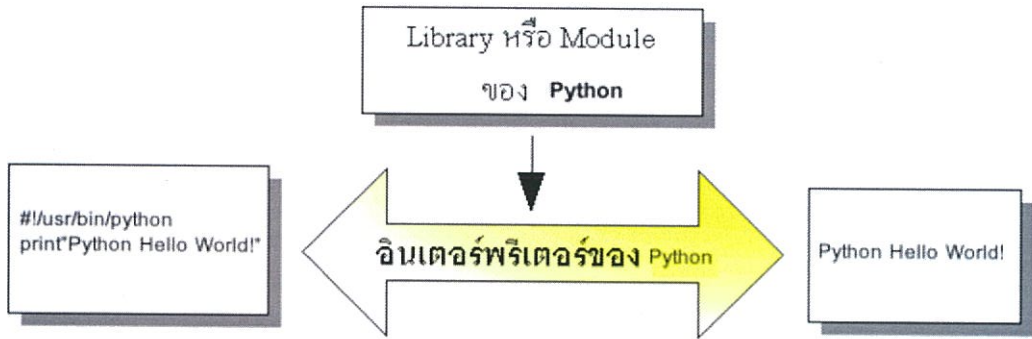 Library หรือ Module
ของ Python
#!/usr/bin/python
print"Python Hello World!"
อินเตอร์พรีเตอร์ของ Python
Python Hello World!